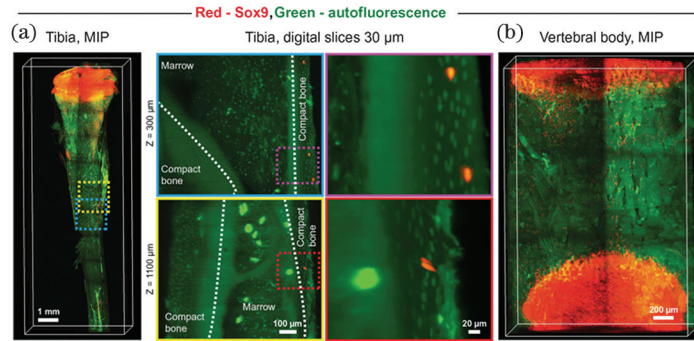 Red - Sox9, Green - autofluorescence
(a) Tibia, MIP
Tibia, digital slices 30 µm
(b) Vertebral body, MIP
Z = 300 µm
Marrow
Compact bone
Compact
bone
Z = 1100 µm
Compact
bone
Marrow
Compact
bone
1 mm
100 µm
20 µm
200 µm